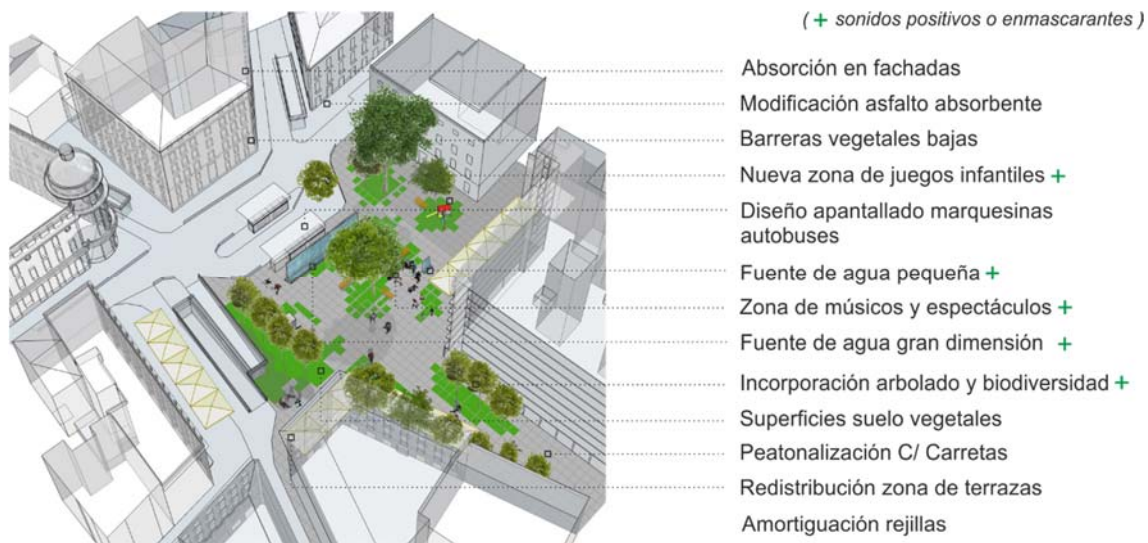 ( + sonidos positivos o enmascarantes )
Absorción en fachadas
Modificación asfalto absorbente
Barreras vegetales bajas
Nueva zona de juegos infantiles +
Diseño apantallado marquesinas
autobuses
Fuente de agua pequeña +
Zona de músicos y espectáculos +
Fuente de agua gran dimensión +
Incorporación arbolado y biodiversidad +
Superficies suelo vegetales
Peatonalización C/ Carretas
Redistribución zona de terrazas
Amortiguación rejillas